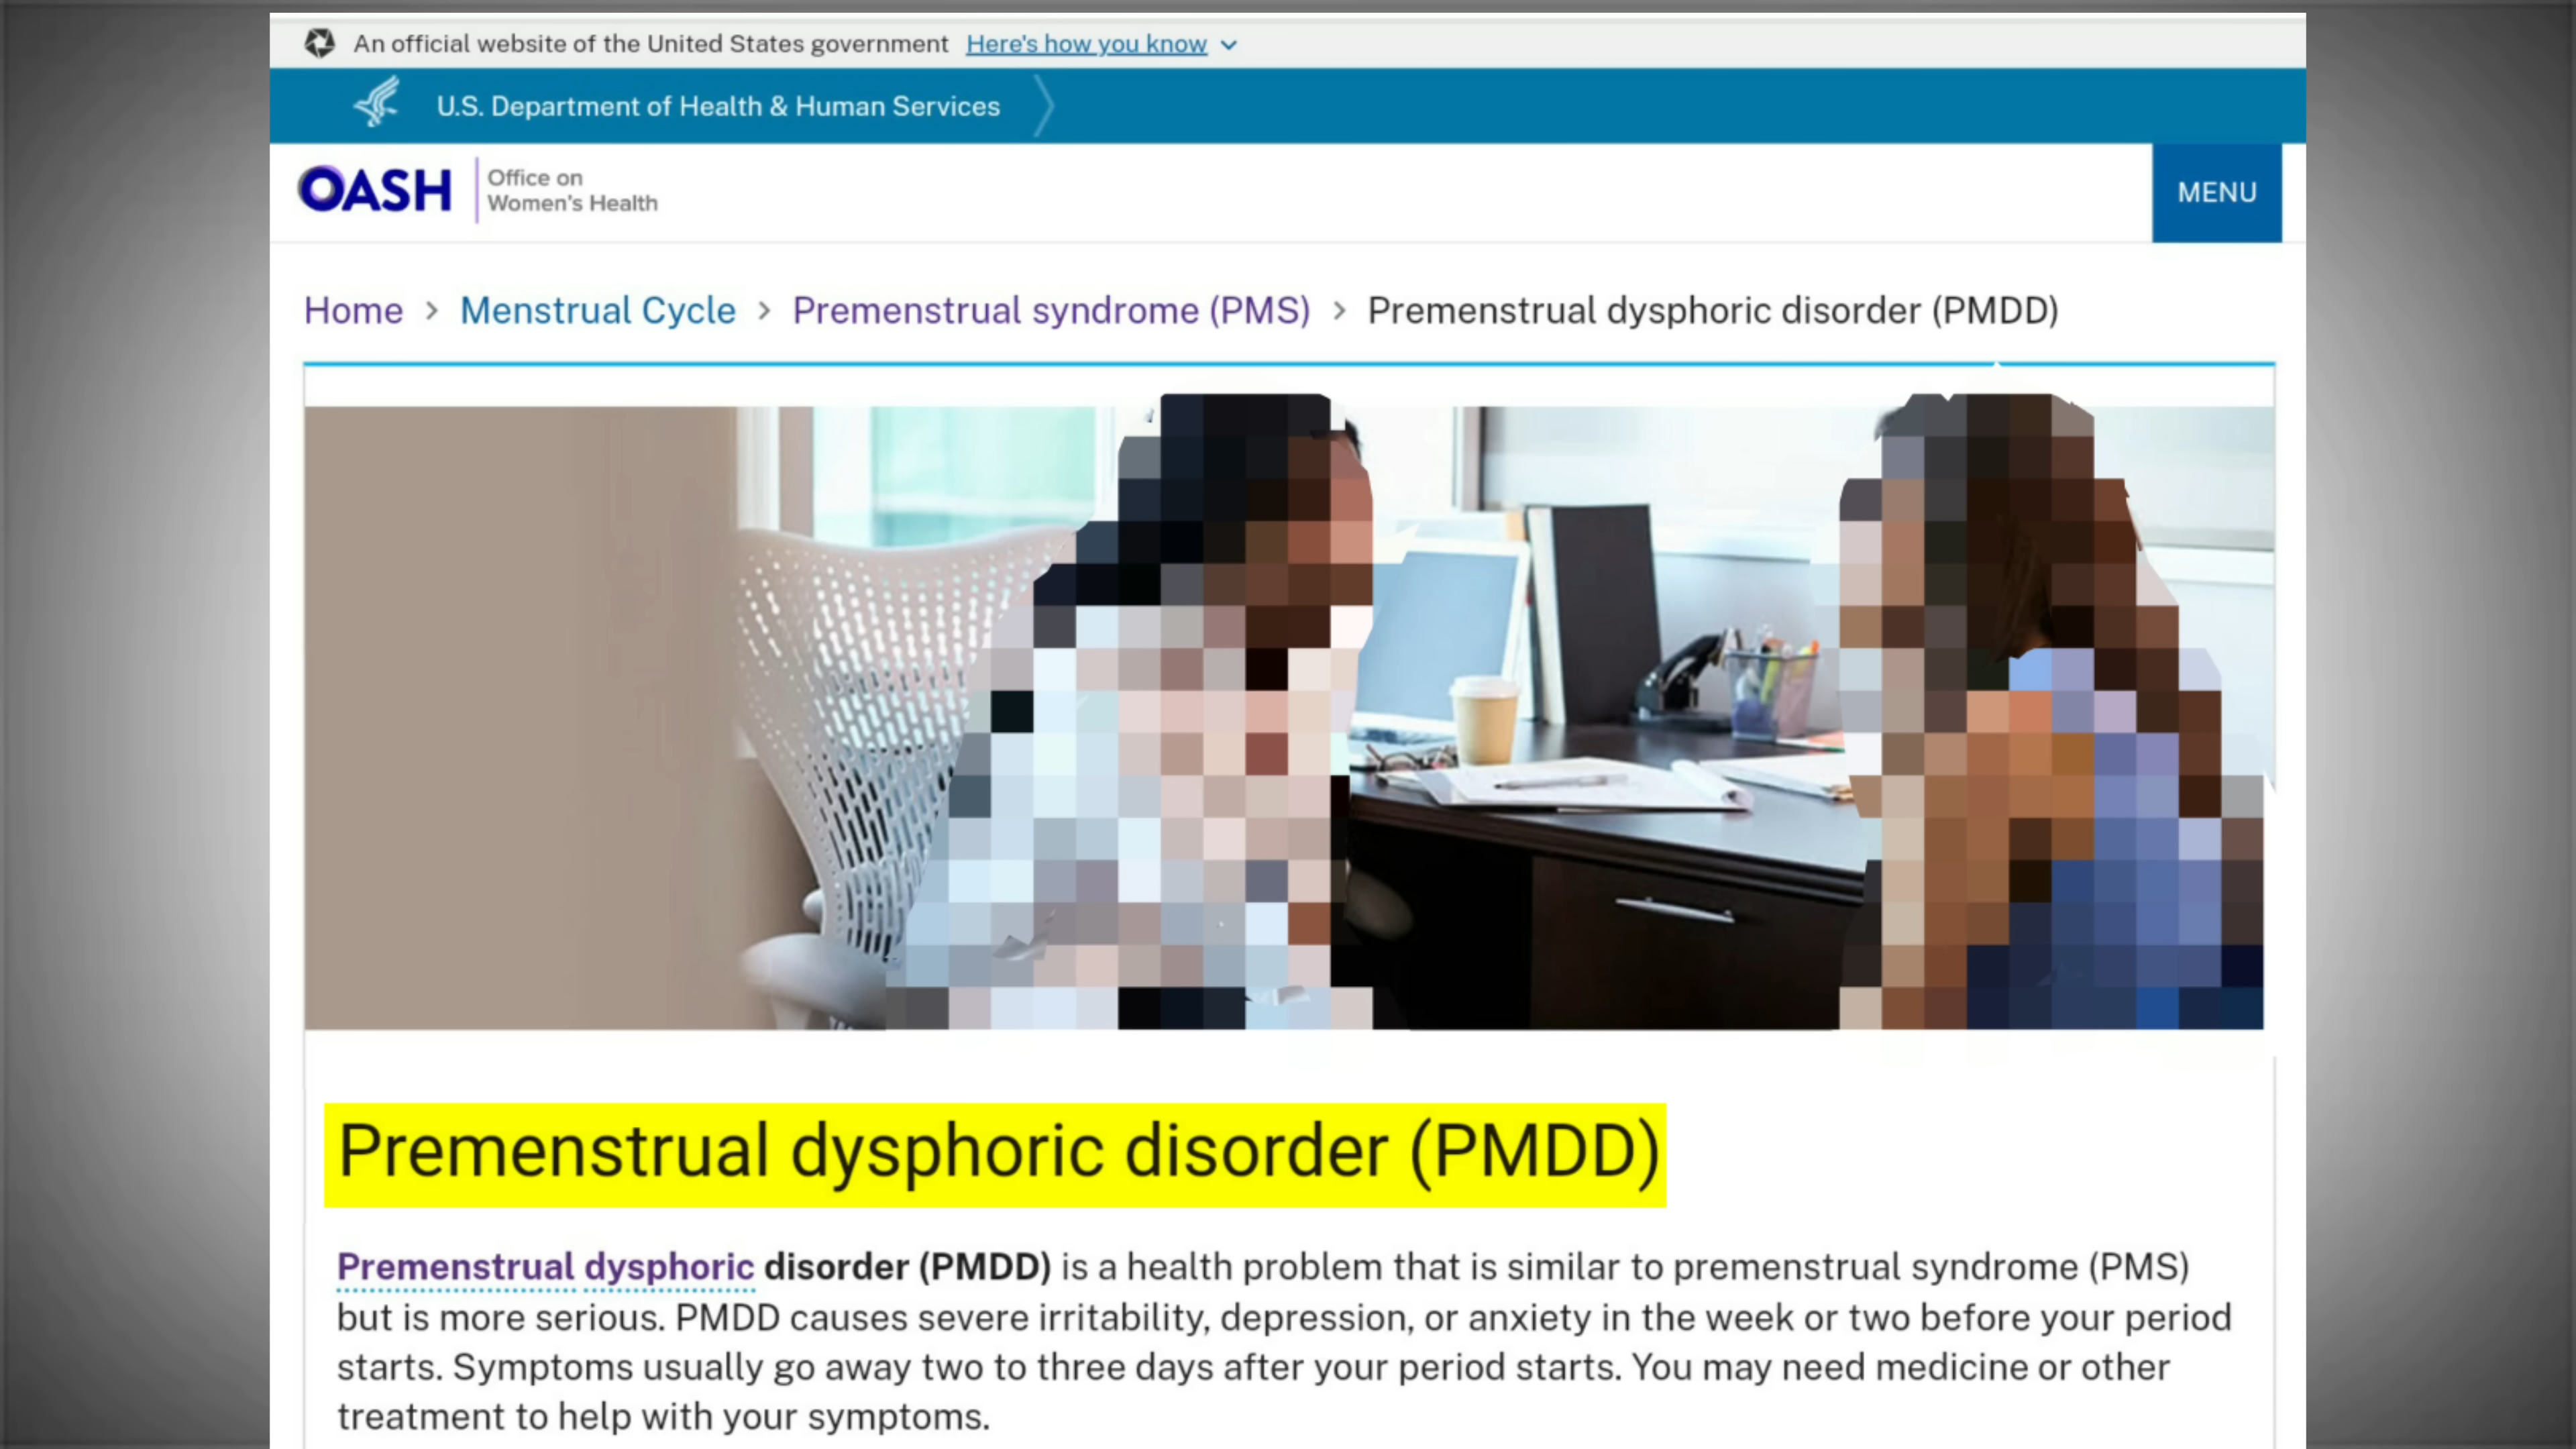 An official website of the United States government Here's how you know
U.S. Department of Health & Human Services
OASH Office on
Women's Health
MENU
Home > Menstrual Cycle > Premenstrual syndrome (PMS) > Premenstrual dysphoric disorder (PMDD)
Premenstrual dysphoric disorder (PMDD)
Premenstrual dysphoric disorder (PMDD) is a health problem that is similar to premenstrual syndrome (PMS)
but is more serious. PMDD causes severe irritability, depression, or anxiety in the week or two before your period
starts. Symptoms usually go away two to three days after your period starts. You may need medicine or other
treatment to help with your symptoms.